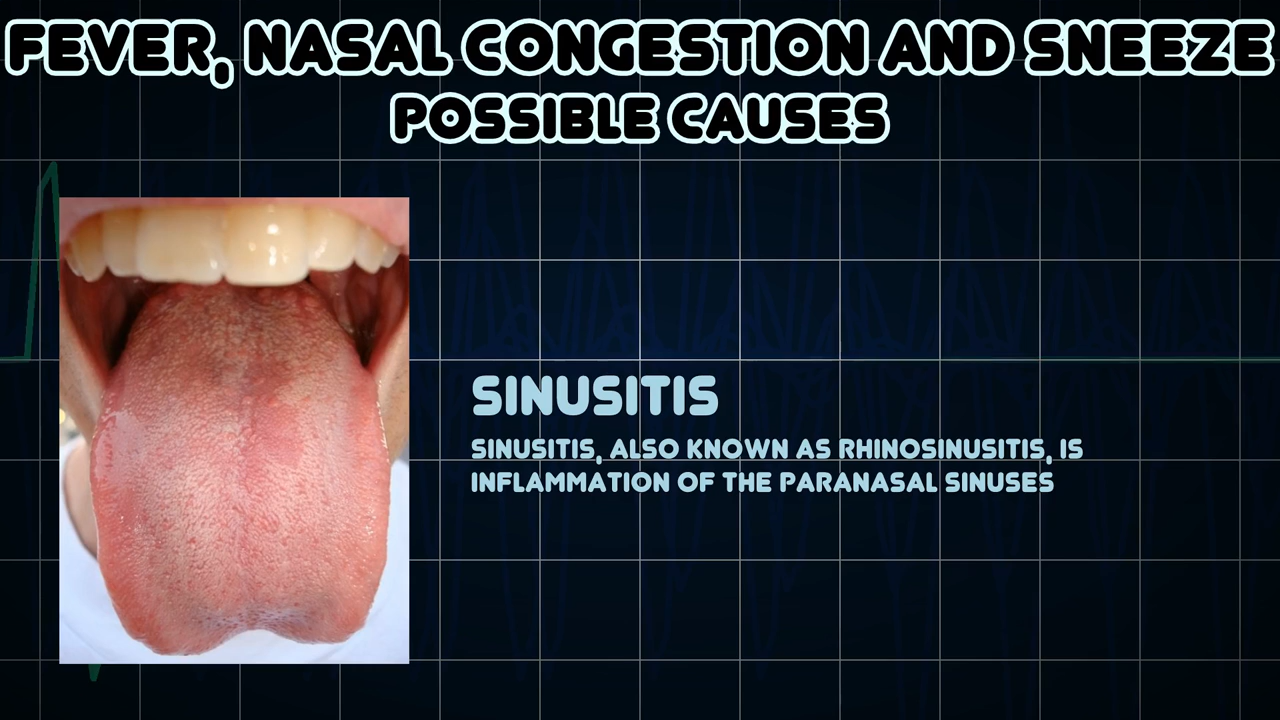 FEVER, NASAL CONGESTION AND SNEEZE
POSSIBLE CAUSES
SINUSITIS
SINUSITIS, ALSO KNOWN AS RHINOSINUSITIS, IS
INFLAMMATION OF THE PARANASAL SINUSES